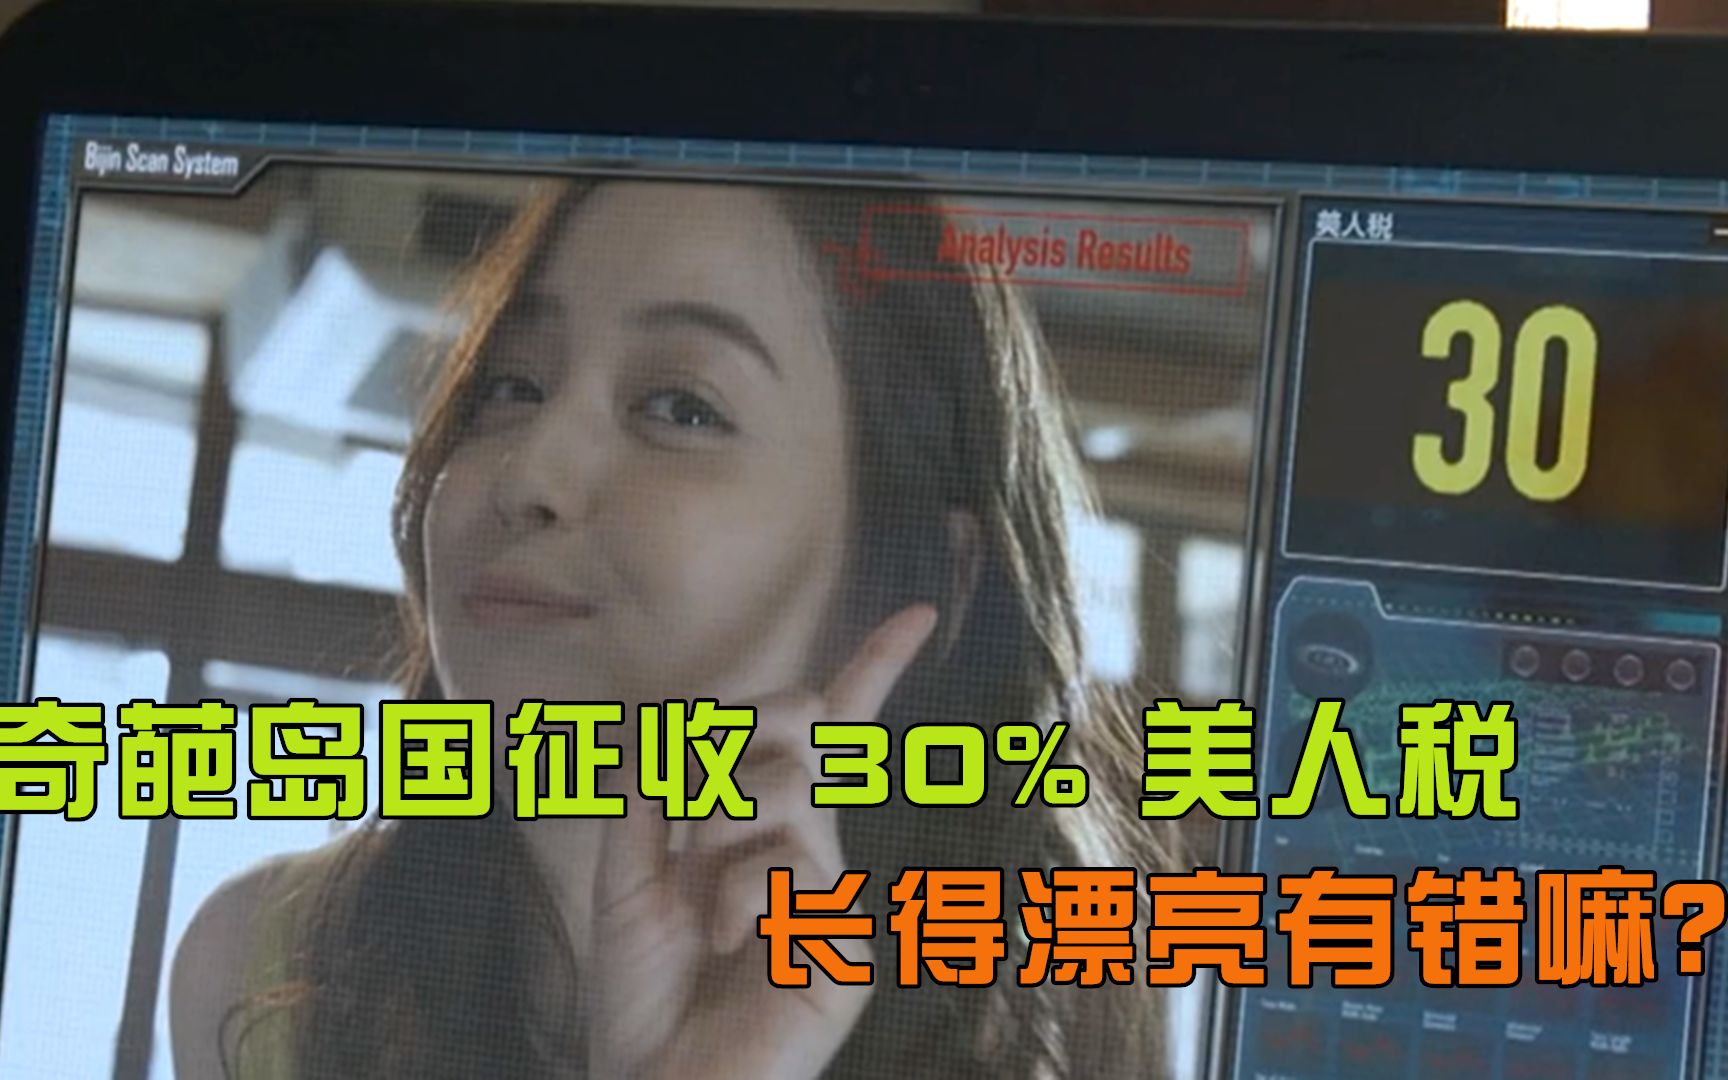 Bijin Scan System
Analysis Results
美人税
30
奇葩岛国征收 30% 美人税
长得漂亮有错嘛?